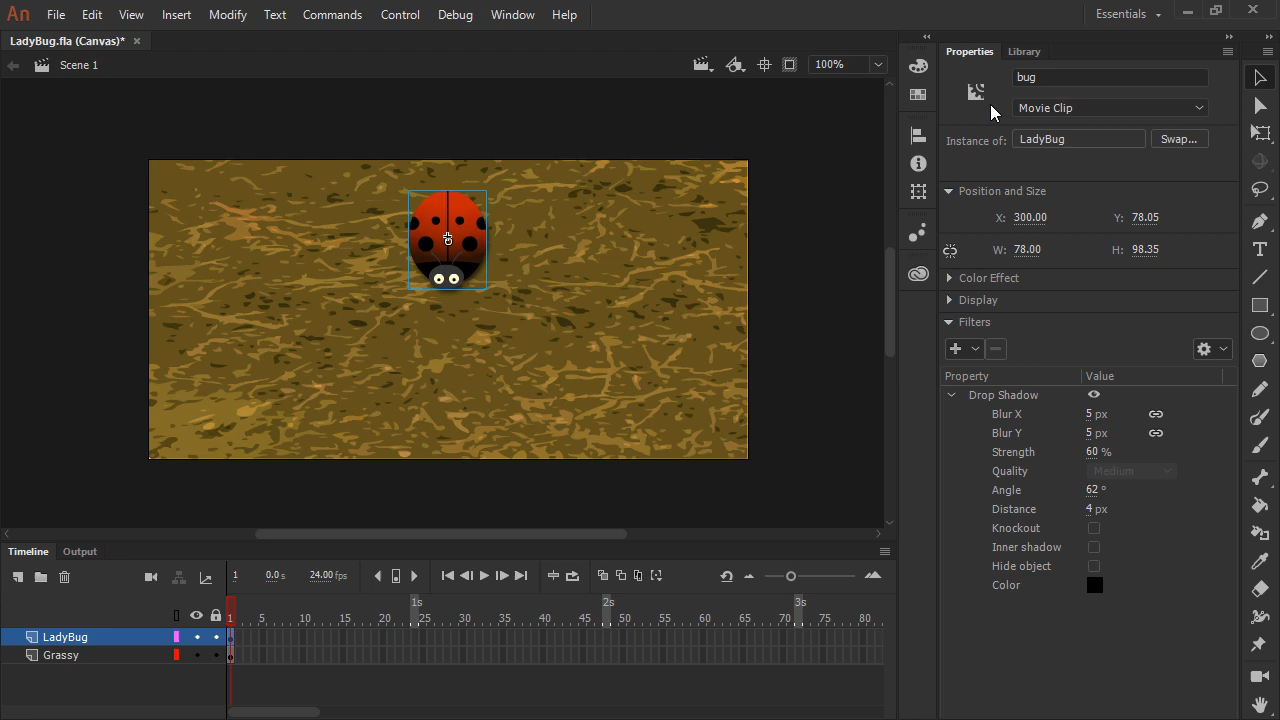 An File Edit View Insert Modify Text Commands Control Debug Window Help Essentials
LadyBug.fla (Canvas)* ×
Scene 1 100%
Properties Library
bug
Movie Clip
Instance of: LadyBug Swap...
Position and Size
X: 300.00 Y: 78.05
W: 78.00 H: 98.35
Color Effect
Display
Filters
Property Value
Drop Shadow
Blur X 5 px
Blur Y 5 px
Strength 60 %
Quality Medium
Angle 62 °
Distance 4 px
Knockout
Inner shadow
Hide object
Color
Timeline Output
1 0.0 s 24.00 fps
1s 2s 3s
1 5 10 15 20 25 30 35 40 45 50 55 60 65 70 75 80
LadyBug
Grassy